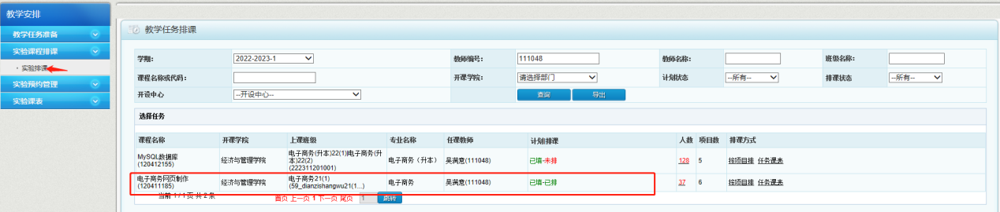 教学安排
教学任务准备
实验课程排课
· 实验排课
实验预约管理
实验课表
教学任务排课
学期: 2022-2023-1 教师编号: 111048 教师名称: 班级名称:
课程名称或代码: 开课学院: 请选择部门 计划状态 --所有-- 排课状态 --所有--
开设中心 --开设中心-- 查询 导出
选择任务
课程名称 开课学院 上课班级 专业名称 任课教师 计划|排课 人数 项目数 排课方式
MySQL数据库
(120412155) 经济与管理学院 电子商务(升本)22(1)电子商务(升
本)22(2)
(222311201001) 电子商务（升本） 吴满意(111048) 已填-未排 128 5 按项目排 任务课表
电子商务网页制作
(120411185) 经济与管理学院 电子商务21(1)
(59_dianzishangwu21(1...) 电子商务 吴满意(111048) 已填-已排 37 6 按项目排 任务课表
当前 1 / 1 页 共 2 条 首页 上一页 1 下一页 尾页 1 跳转